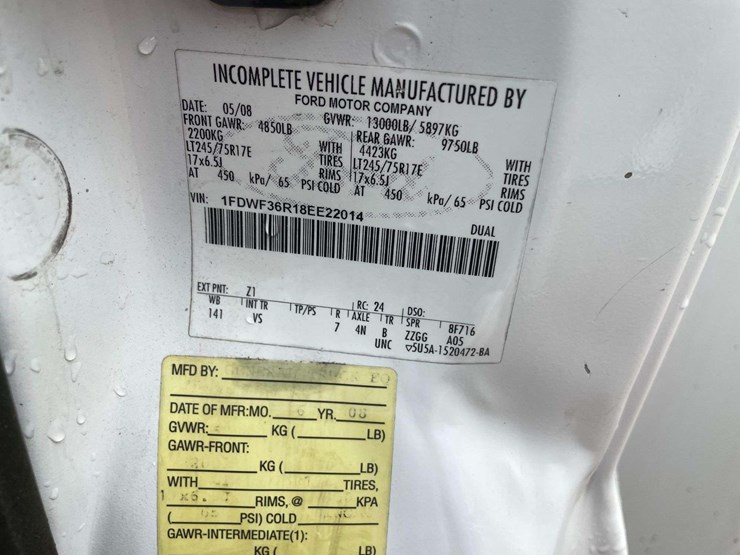 INCOMPLETE VEHICLE MANUFACTURED BY
FORD MOTOR COMPANY
DATE: 05/08 GVWR: 13000LB/ 5897KG
FRONT GAWR: 4850LB REAR GAWR: 9750LB
2200KG WITH 4423KG WITH
LT245/75R17E TIRES LT245/75R17E TIRES
17x6.5J RIMS 17x6.5J RIMS
AT 450 kPa/ 65 PSI COLD AT 450 kPa/ 65 PSI COLD
VIN: 1FDWF36R18EE22014 DUAL
EXT PNT: Z1 RC: 24 DSO:
WB INT TR TP/PS R AXLE TR SPR 8F716
141 VS 7 4N B ZZGG A05
UNC ▽5U5A-1520472-BA
MFD BY:
DATE OF MFR:MO. 6 YR. 08
GVWR: KG ( LB)
GAWR-FRONT:
KG ( LB)
WITH TIRES,
RIMS, @ KPA
( PSI) COLD
GAWR-INTERMEDIATE(1):
KG ( LB)